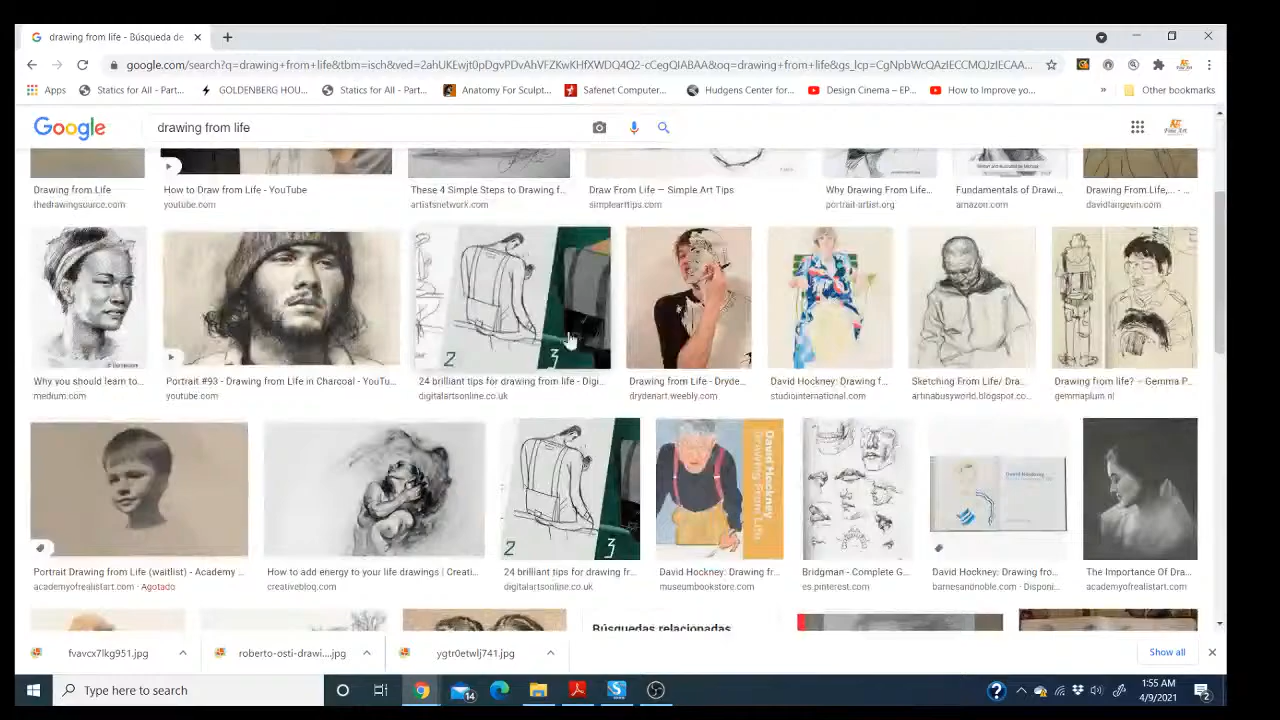 drawing from life - Búsqueda de
google.com/search?q=drawing+from+life&tbm=isch&ved=2ahUKEwjt0pDgvPDvAhVFZKwKHfXWDQ4Q2-cCegQIABAA&oq=drawing+from+life&gs_lcp=CgNpbWcQAzIECCMQJzIECAA...
Apps
Statics for All - Part...
GOLDENBERG HOU...
Statics for All - Part...
Anatomy For Sculpt...
Safenet Computer...
Hudgens Center for...
Design Cinema – EP...
How to Improve yo...
»
Other bookmarks
Google
drawing from life
Drawing from Life
thedrawingsource.com
How to Draw from Life - YouTube
youtube.com
These 4 Simple Steps to Drawing f...
artistsnetwork.com
Draw From Life — Simple Art Tips
simplearttips.com
Why Drawing From Life...
portrait-artist.org
Fundamentals of Drawi...
amazon.com
Drawing From Life,... - ...
davidlangevin.com
2
3
Why you should learn to...
medium.com
Portrait #93 - Drawing from Life in Charcoal - YouTu...
youtube.com
24 brilliant tips for drawing from life - Digi...
digitalartsonline.co.uk
Drawing from Life - Dryde...
drydenart.weebly.com
David Hockney: Drawing f...
studiointernational.com
Sketching From Life/ Dra...
artinabusyworld.blogspot.co...
Drawing from life? – Gemma P...
gemmaplum.nl
2
3
David Hockney
Drawing From Life
David Hockney
Portrait Drawing from Life (waitlist) - Academy ...
academyofrealistart.com - Agotado
How to add energy to your life drawings | Creati...
creativebloq.com
24 brilliant tips for drawing fr...
digitalartsonline.co.uk
David Hockney: Drawing fr...
museumbookstore.com
Bridgman - Complete G...
es.pinterest.com
David Hockney: Drawing fro...
barnesandnoble.com - Disponi...
The Importance Of Dra...
academyofrealistart.com
Búsquedas relacionadas
fvavcx7lkg951.jpg
roberto-osti-drawi....jpg
ygtr0etwlj741.jpg
Show all
Type here to search
14
1:55 AM
4/9/2021
2